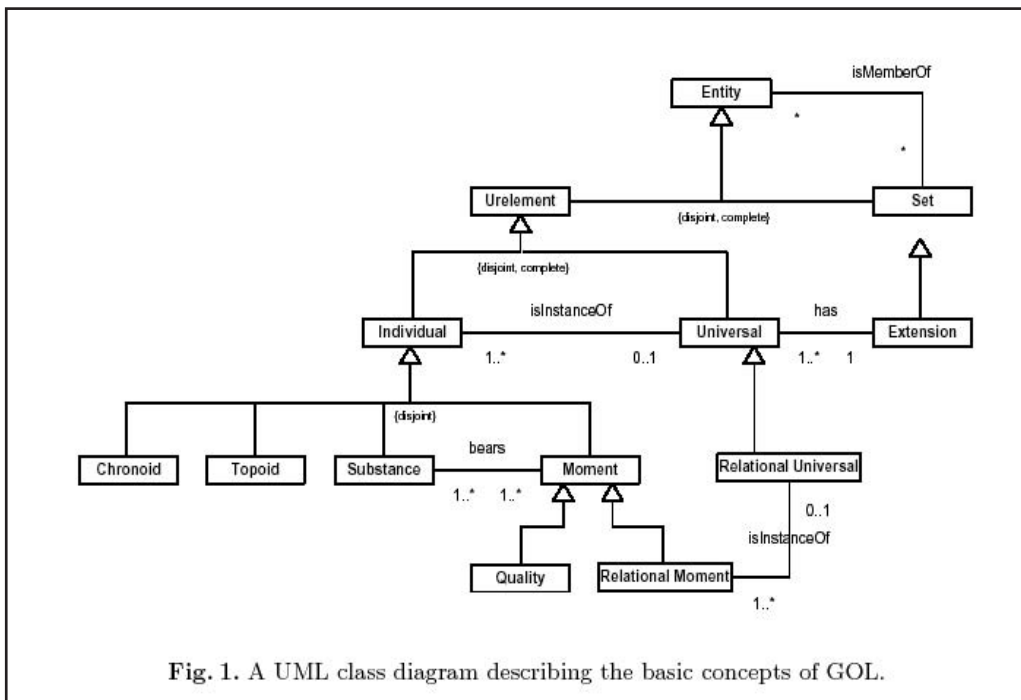 isMemberOf
Entity
*
*
Urelement
Set
{disjoint, complete}
{disjoint, complete}
isInstanceOf
has
Individual
Universal
Extension
1..*
0..1
1..*
1
{disjoint}
bears
Chronoid
Topoid
Substance
Moment
Relational Universal
1..*
1..*
0..1
isInstanceOf
Quality
Relational Moment
1..*
Fig. 1. A UML class diagram describing the basic concepts of GOL.